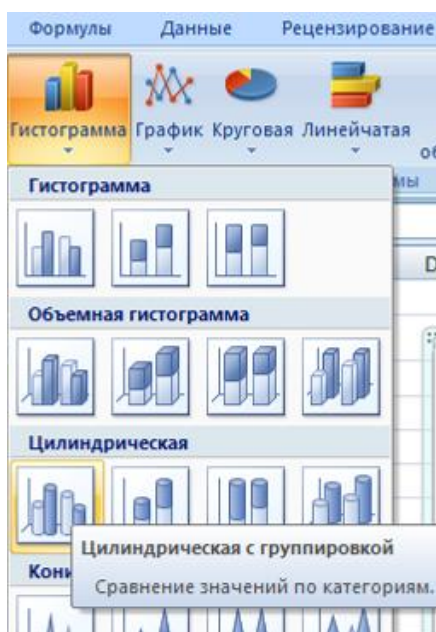 Формулы Данные Рецензирование
Гистограмма График Круговая Линейчатая
Гистограмма
D
Объемная гистограмма
Цилиндрическая
Цилиндрическая с группировкой
Сравнение значений по категориям.